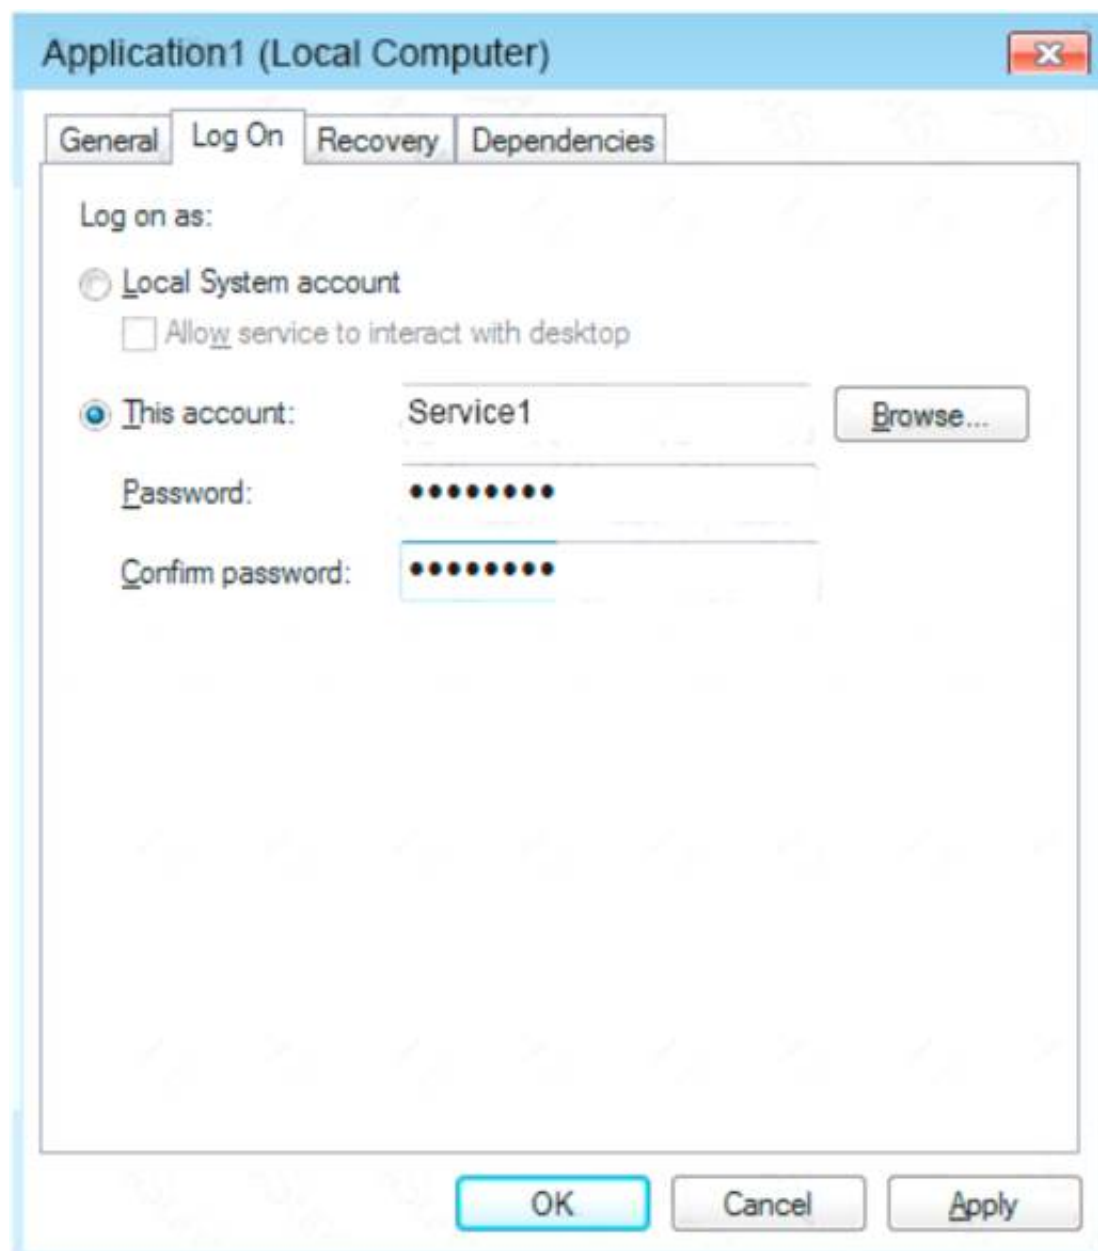 Application1 (Local Computer)
General Log On Recovery Dependencies
Log on as:
Local System account
Allow service to interact with desktop
This account: Service1 Browse...
Password: ••••••••
Confirm password: ••••••••
OK Cancel Apply